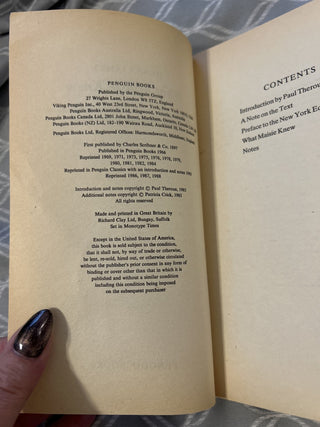 PENGUIN BOOKS
Published by the Penguin Group
27 Wrights Lane, London W8 5TZ, England
Viking Penguin Inc., 40 West 23rd Street, New York, New York
Penguin Books Australia Ltd, Ringwood, Victoria, Australia
Penguin Books Canada Ltd, 2801 John Street, Markham, Ontario, Canada
Penguin Books (NZ) Ltd, 182-190 Wairau Road, Auckland 10, New Zealand
Penguin Books Ltd, Registered Offices: Harmondsworth, Middlesex, England
First published by Charles Scribner & Co. 1897
Published in Penguin Books 1966
Reprinted 1969, 1971, 1973, 1975, 1976, 1978, 1979,
Reprinted in Penguin Classics with an introduction and notes 1985
Reprinted 1986, 1987, 1988
Introduction and notes copyright © Paul Theroux, 1985
Additional notes copyright © Patricia Crick, 1985
All rights reserved
Made and printed in Great Britain by
Richard Clay Ltd, Bungay, Suffolk
Set in Monotype Times
Except in the United States of America,
this book is sold subject to the condition
that it shall not, by way of trade or otherwise,
be lent, re-sold, hired out, or otherwise circulated
without the publisher's prior consent in any form of
binding or cover other than that in which it is
published and without a similar condition
including this condition being imposed
on the subsequent purchaser
CONTENTS
Introduction by Paul Therou
A Note on the Text
Preface to the New York Ed
What Maisie Knew
Notes